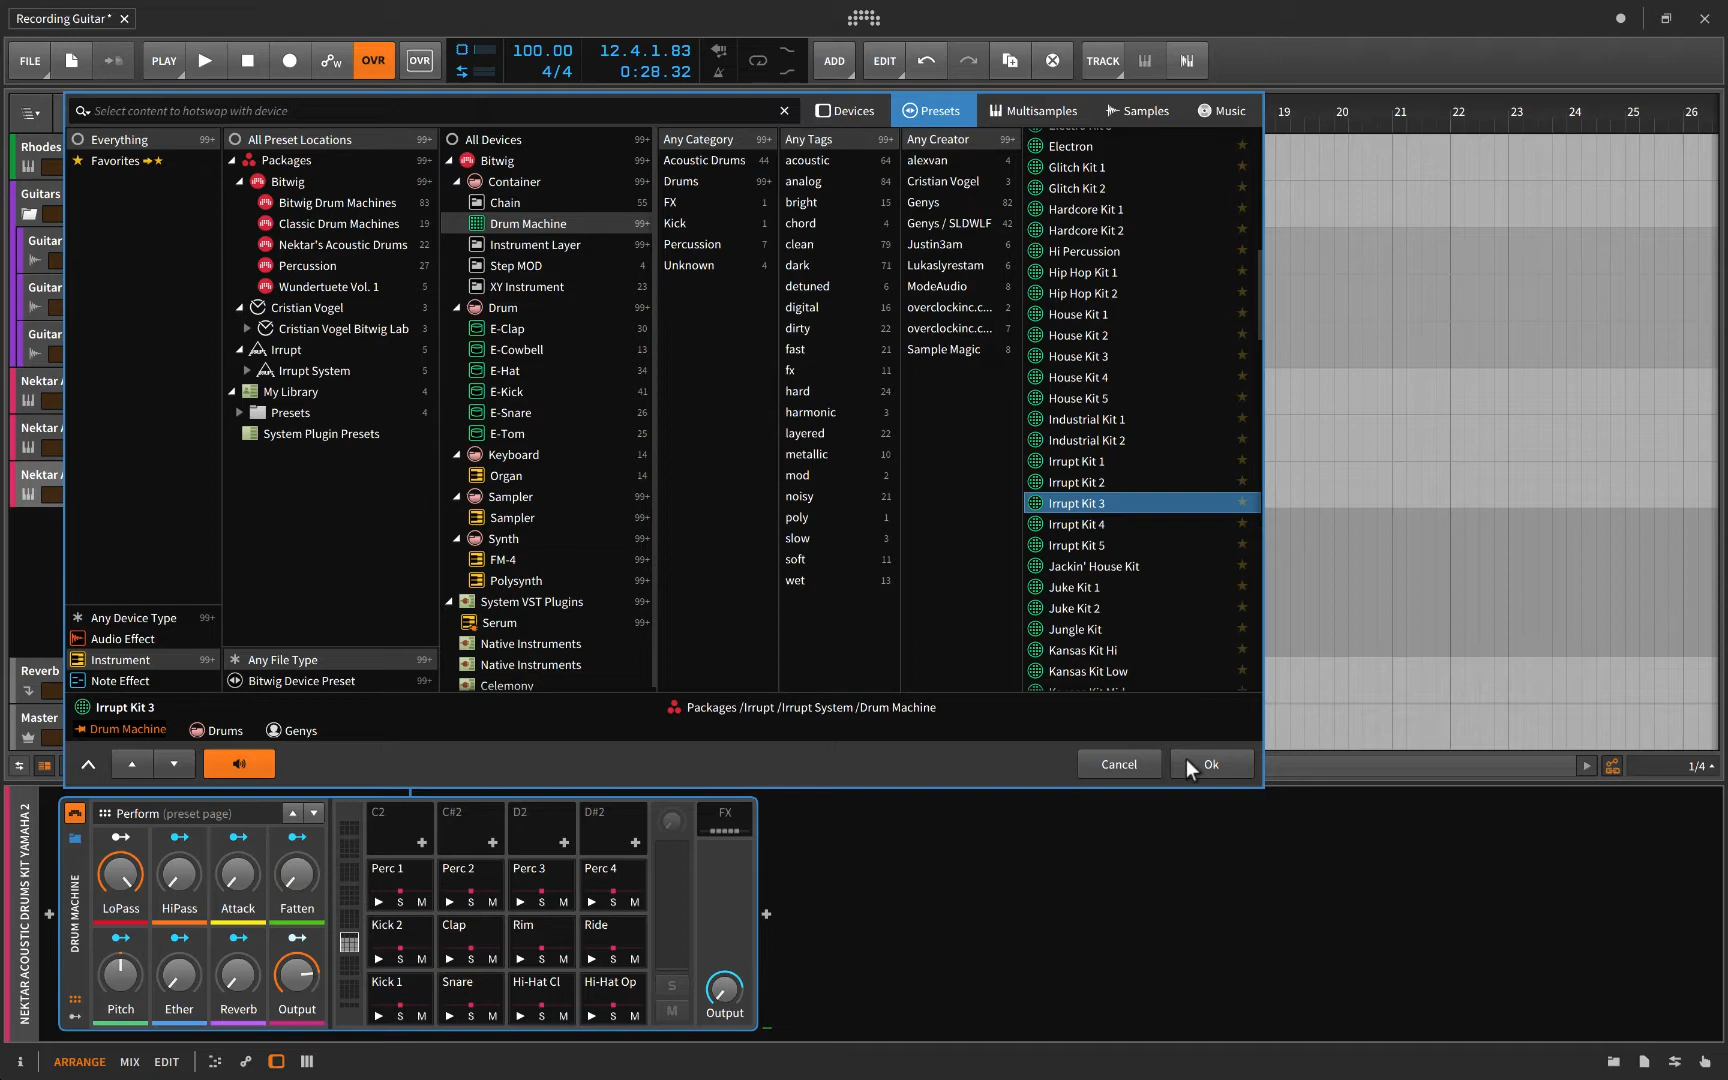 Recording Guitar*
FILE PLAY OVR OVR 100.00 12.4.1.83 ADD EDIT TRACK
4/4 0:28.32
Select content to hotswap with device Devices Presets Multisamples Samples Music
19 20 21 22 23 24 25 26
Everything 99+
Favorites
Any Device Type 99+
Audio Effect
Instrument 99+
Note Effect
All Preset Locations 99+
Packages 99+
Bitwig 99+
Bitwig Drum Machines 83
Classic Drum Machines 19
Nektar's Acoustic Drums 22
Percussion 27
Wundertuete Vol. 1 5
Cristian Vogel 3
Cristian Vogel Bitwig Lab 3
Irrupt 5
Irrupt System 5
My Library 4
Presets 4
System Plugin Presets
Any File Type 99+
Bitwig Device Preset 99+
All Devices 99+
Bitwig 99+
Container 99+
Chain 55
Drum Machine 99+
Instrument Layer 99+
Step MOD 4
XY Instrument 23
Drum 99+
E-Clap 30
E-Cowbell 13
E-Hat 34
E-Kick 41
E-Snare 26
E-Tom 25
Keyboard 14
Organ 14
Sampler 99+
Sampler 99+
Synth 99+
FM-4 99+
Polysynth 99+
System VST Plugins 99+
Serum 99+
Native Instruments
Native Instruments
Celemony
Any Category 99+
Acoustic Drums 44
Drums 99+
FX 1
Kick 1
Percussion 7
Unknown 4
Any Tags 99+
acoustic 64
analog 84
bright 15
chord 4
clean 79
dark 71
detuned 6
digital 16
dirty 22
fast 21
fx 11
hard 24
harmonic 3
layered 22
metallic 10
mod 2
noisy 21
poly 1
slow 3
soft 11
wet 13
Any Creator 99+
alexvan 4
Cristian Vogel 3
Genys 82
Genys / SLDWLF 42
Justin3am 6
Lukaslyrestam 6
ModeAudio 8
overclockinc.c... 2
overclockinc.c... 7
Sample Magic 8
Electron
Glitch Kit 1
Glitch Kit 2
Hardcore Kit 1
Hardcore Kit 2
Hi Percussion
Hip Hop Kit 1
Hip Hop Kit 2
House Kit 1
House Kit 2
House Kit 3
House Kit 4
House Kit 5
Industrial Kit 1
Industrial Kit 2
Irrupt Kit 1
Irrupt Kit 2
Irrupt Kit 3
Irrupt Kit 4
Irrupt Kit 5
Jackin' House Kit
Juke Kit 1
Juke Kit 2
Jungle Kit
Kansas Kit Hi
Kansas Kit Low
Rhodes
Guitars
Guitar
Guitar
Guitar
Nektar A
Nektar A
Nektar A
Reverb
Master
Irrupt Kit 3 Packages /Irrupt /Irrupt System /Drum Machine
Drum Machine Drums Genys
Cancel Ok
1/4
NEKTAR ACOUSTIC DRUMS KIT YAMAHA 2
DRUM MACHINE
Perform (preset page)
LoPass HiPass Attack Fatten
Pitch Ether Reverb Output
C2 C#2 D2 D#2 FX
Perc 1 Perc 2 Perc 3 Perc 4
S M S M S M S M
Kick 2 Clap Rim Ride
S M S M S M S M
Kick 1 Snare Hi-Hat Cl Hi-Hat Op
S M S M S M S M
S
M
Output
i ARRANGE MIX EDIT